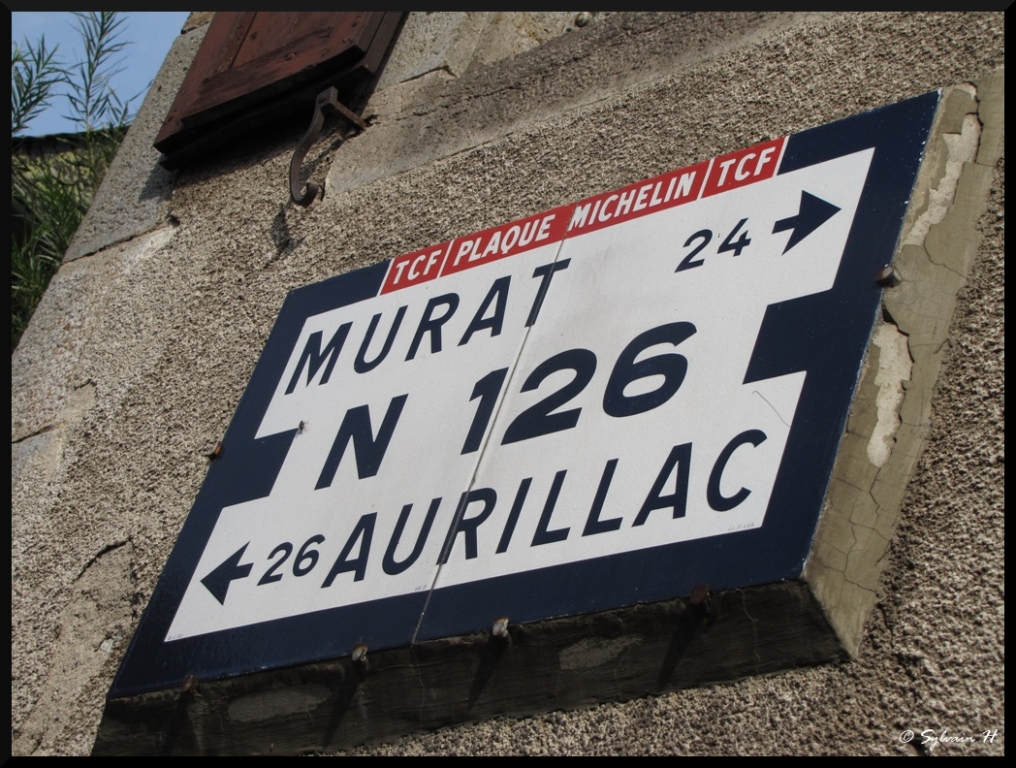 TCF PLAQUE MICHELIN TCF
MURAT 24 →
N 126
← 26 AURILLAC
© Sylvain H